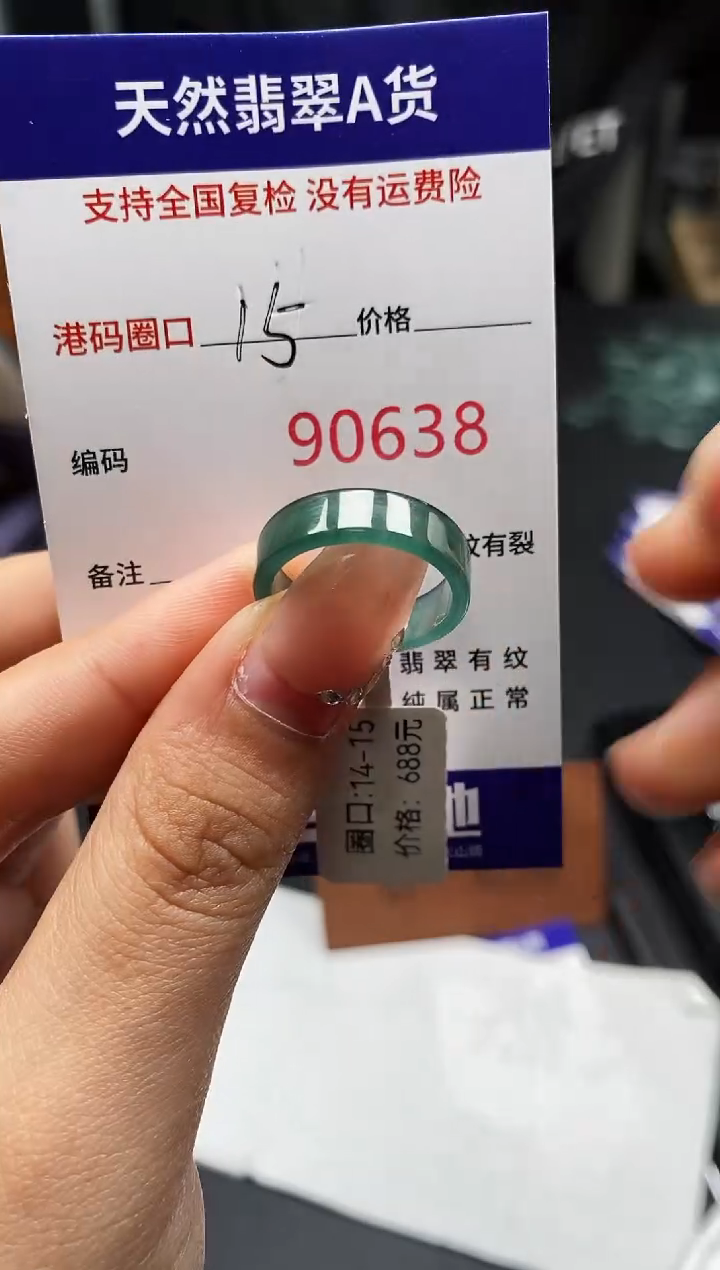 天然翡翠A货
支持全国复检 没有运费险
港码圈口 15 价格
编码 90638
备注 纹有裂
翡翠有纹
纯属正常
圈口:14-15
价格: 688元